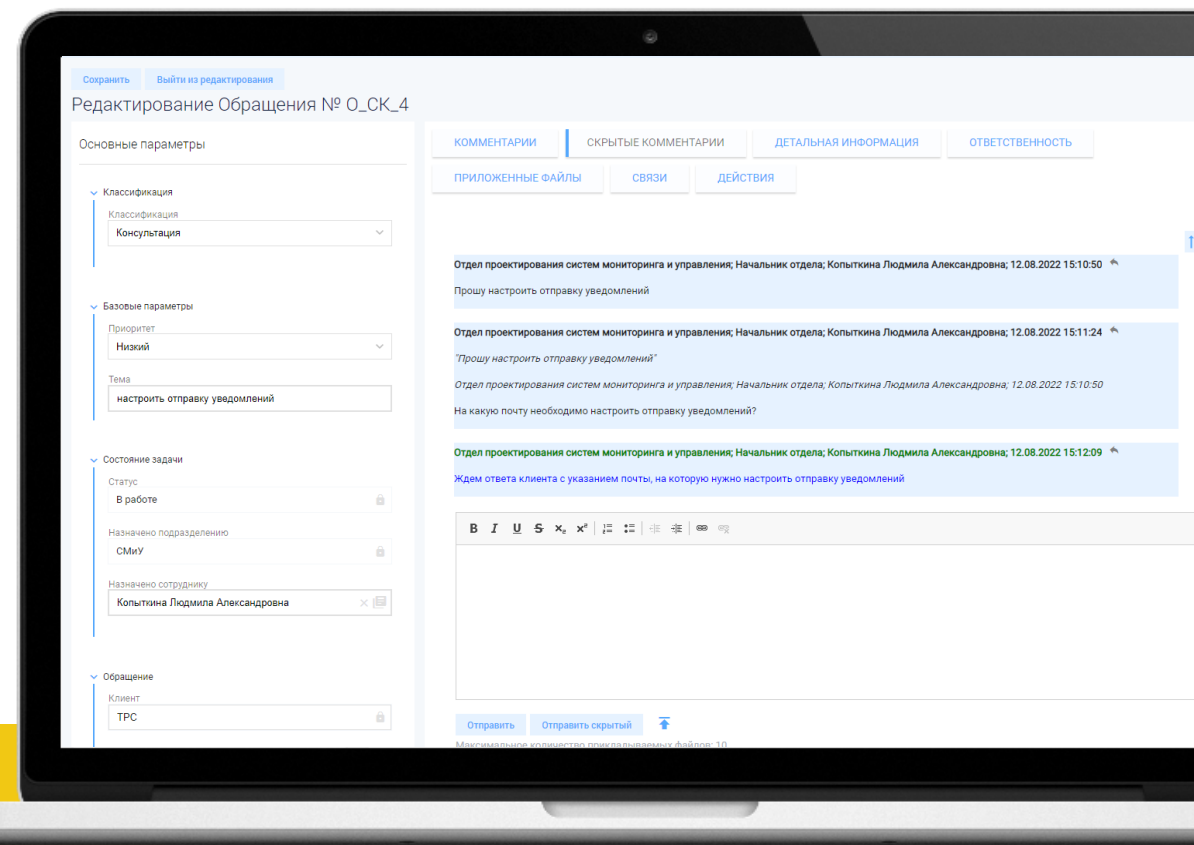 Сохранить
Выйти из редактирования
Редактирование Обращения № О_СК_4
Основные параметры
Классификация
Классификация
Консультация
Базовые параметры
Приоритет
Низкий
Тема
настроить отправку уведомлений
Состояние задачи
Статус
В работе
Назначено подразделению
СМиУ
Назначено сотруднику
Копыткина Людмила Александровна
Обращение
Клиент
ТРС
КОММЕНТАРИИ
СКРЫТЫЕ КОММЕНТАРИИ
ДЕТАЛЬНАЯ ИНФОРМАЦИЯ
ОТВЕТСТВЕННОСТЬ
ПРИЛОЖЕННЫЕ ФАЙЛЫ
СВЯЗИ
ДЕЙСТВИЯ
Отдел проектирования систем мониторинга и управления; Начальник отдела; Копыткина Людмила Александровна; 12.08.2022 15:10:50
Прошу настроить отправку уведомлений
Отдел проектирования систем мониторинга и управления; Начальник отдела; Копыткина Людмила Александровна; 12.08.2022 15:11:24
"Прошу настроить отправку уведомлений"
Отдел проектирования систем мониторинга и управления; Начальник отдела; Копыткина Людмила Александровна; 12.08.2022 15:10:50
На какую почту необходимо настроить отправку уведомлений?
Отдел проектирования систем мониторинга и управления; Начальник отдела; Копыткина Людмила Александровна; 12.08.2022 15:12:09
Ждем ответа клиента с указанием почты, на которую нужно настроить отправку уведомлений
B I U S x₂ x²
Отправить
Отправить скрытый
Максимальное количество прикладываемых файлов: 10